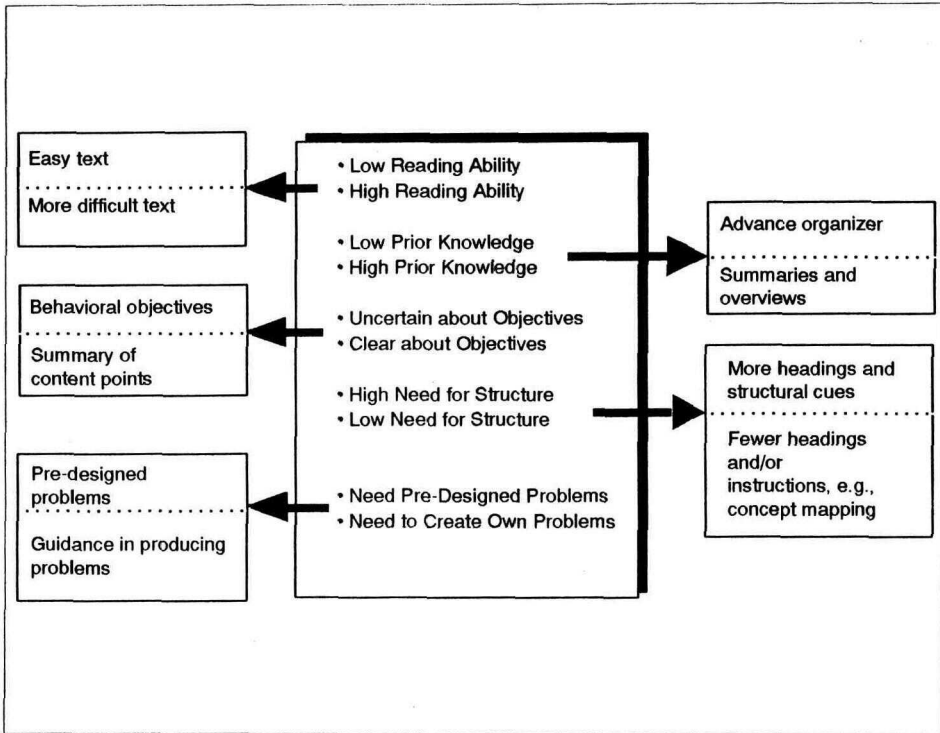 Easy text
More difficult text
Behavioral objectives
Summary of
content points
Pre-designed
problems
Guidance in producing
problems
• Low Reading Ability
• High Reading Ability
• Low Prior Knowledge
• High Prior Knowledge
• Uncertain about Objectives
• Clear about Objectives
• High Need for Structure
• Low Need for Structure
• Need Pre-Designed Problems
• Need to Create Own Problems
Advance organizer
Summaries and
overviews
More headings and
structural cues
Fewer headings
and/or
instructions, e.g.,
concept mapping